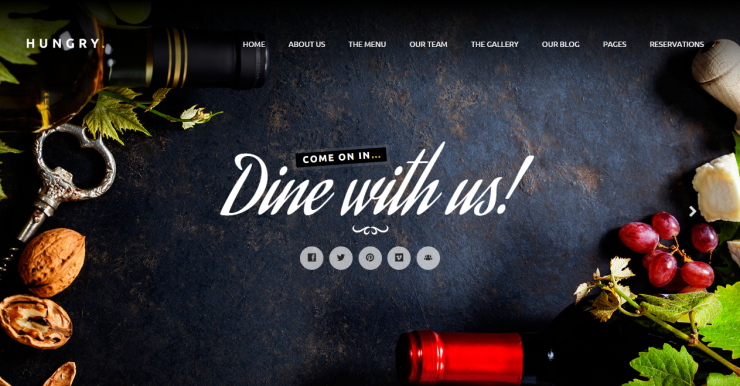 HUNGRY.
HOME ABOUT US THE MENU OUR TEAM THE GALLERY OUR BLOG PAGES RESERVATIONS
COME ON IN...
Dine with us!